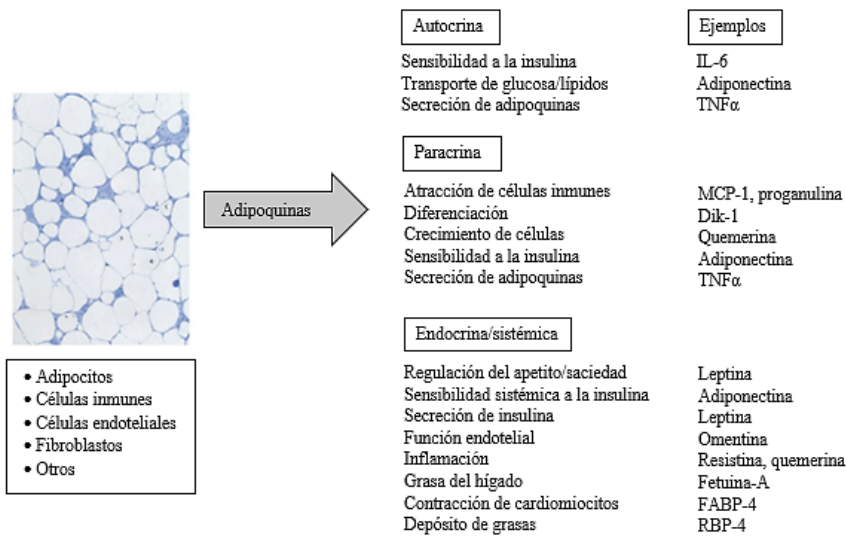 Autocrina Ejemplos
Sensibilidad a la insulina IL-6
Transporte de glucosa/lípidos Adiponectina
Secreción de adipoquinas TNFα
Paracrina
Atracción de células inmunes MCP-1, proganulina
Diferenciación Dik-1
Crecimiento de células Quemerina
Sensibilidad a la insulina Adiponectina
Secreción de adipoquinas TNFα
Adipoquinas
Endocrina/sistémica
Regulación del apetito/saciedad Leptina
Sensibilidad sistémica a la insulina Adiponectina
Secreción de insulina Leptina
Función endotelial Omentina
Inflamación Resistina, quemerina
Grasa del hígado Fetuina-A
Contracción de cardiomiocitos FABP-4
Depósito de grasas RBP-4
• Adipocitos
• Células inmunes
• Células endoteliales
• Fibroblastos
• Otros